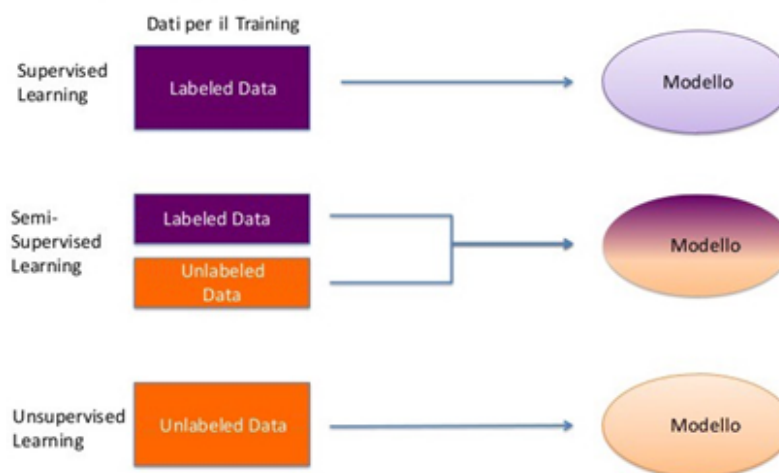 Dati per il Training
Supervised
Learning
Labeled Data
Modello
Semi-
Supervised
Learning
Labeled Data
Unlabeled
Data
Modello
Unsupervised
Learning
Unlabeled Data
Modello